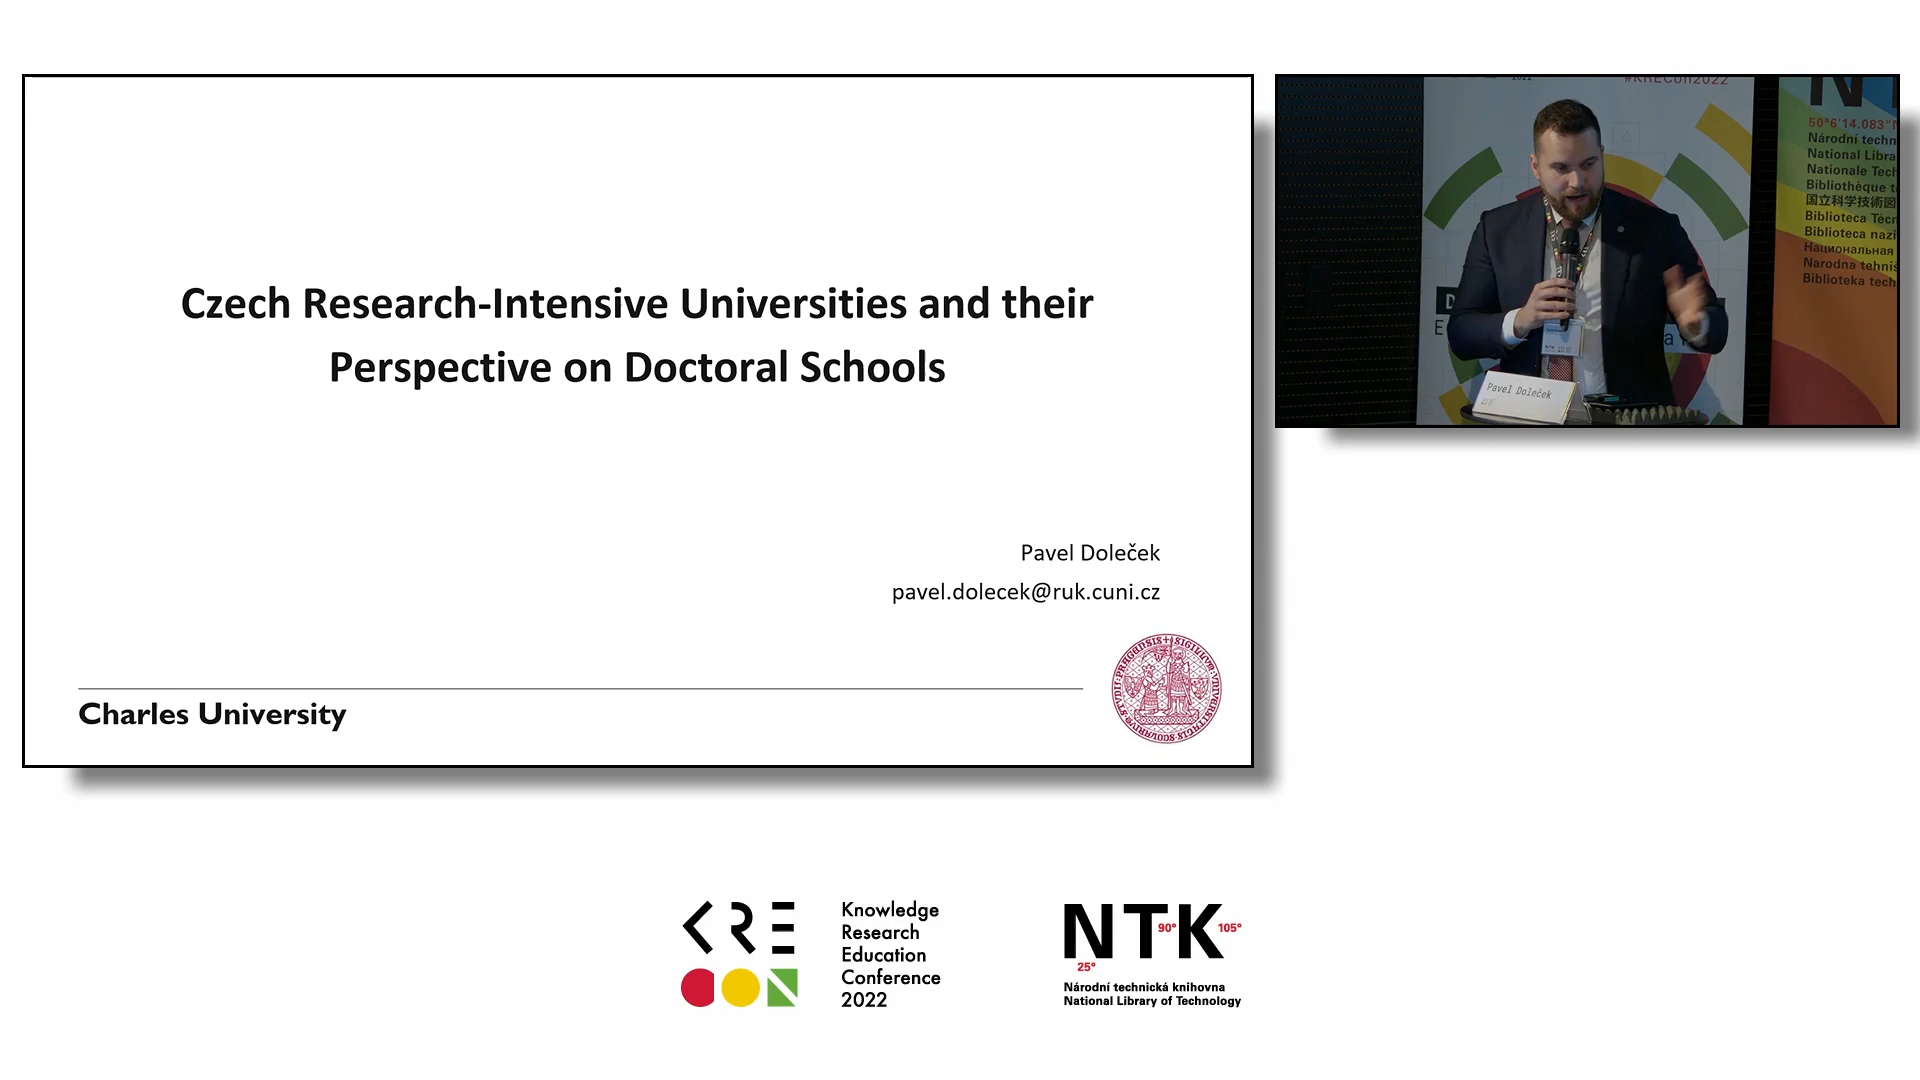 Czech Research-Intensive Universities and their
Perspective on Doctoral Schools
Pavel Doleček
pavel.dolecek@ruk.cuni.cz
Charles University
#KRECon2022
50°6'14.083"N
Národní techn
National Libra
Nationale Tech
Bibliothèque t
国立科学技術図
Biblioteca Tecn
Biblioteca nazi
Национальная
Narodna tehniš
Biblioteka tech
Pavel Doleček
KRE
CON
Knowledge
Research
Education
Conference
2022
NTK
90°
105°
25°
Národní technická knihovna
National Library of Technology